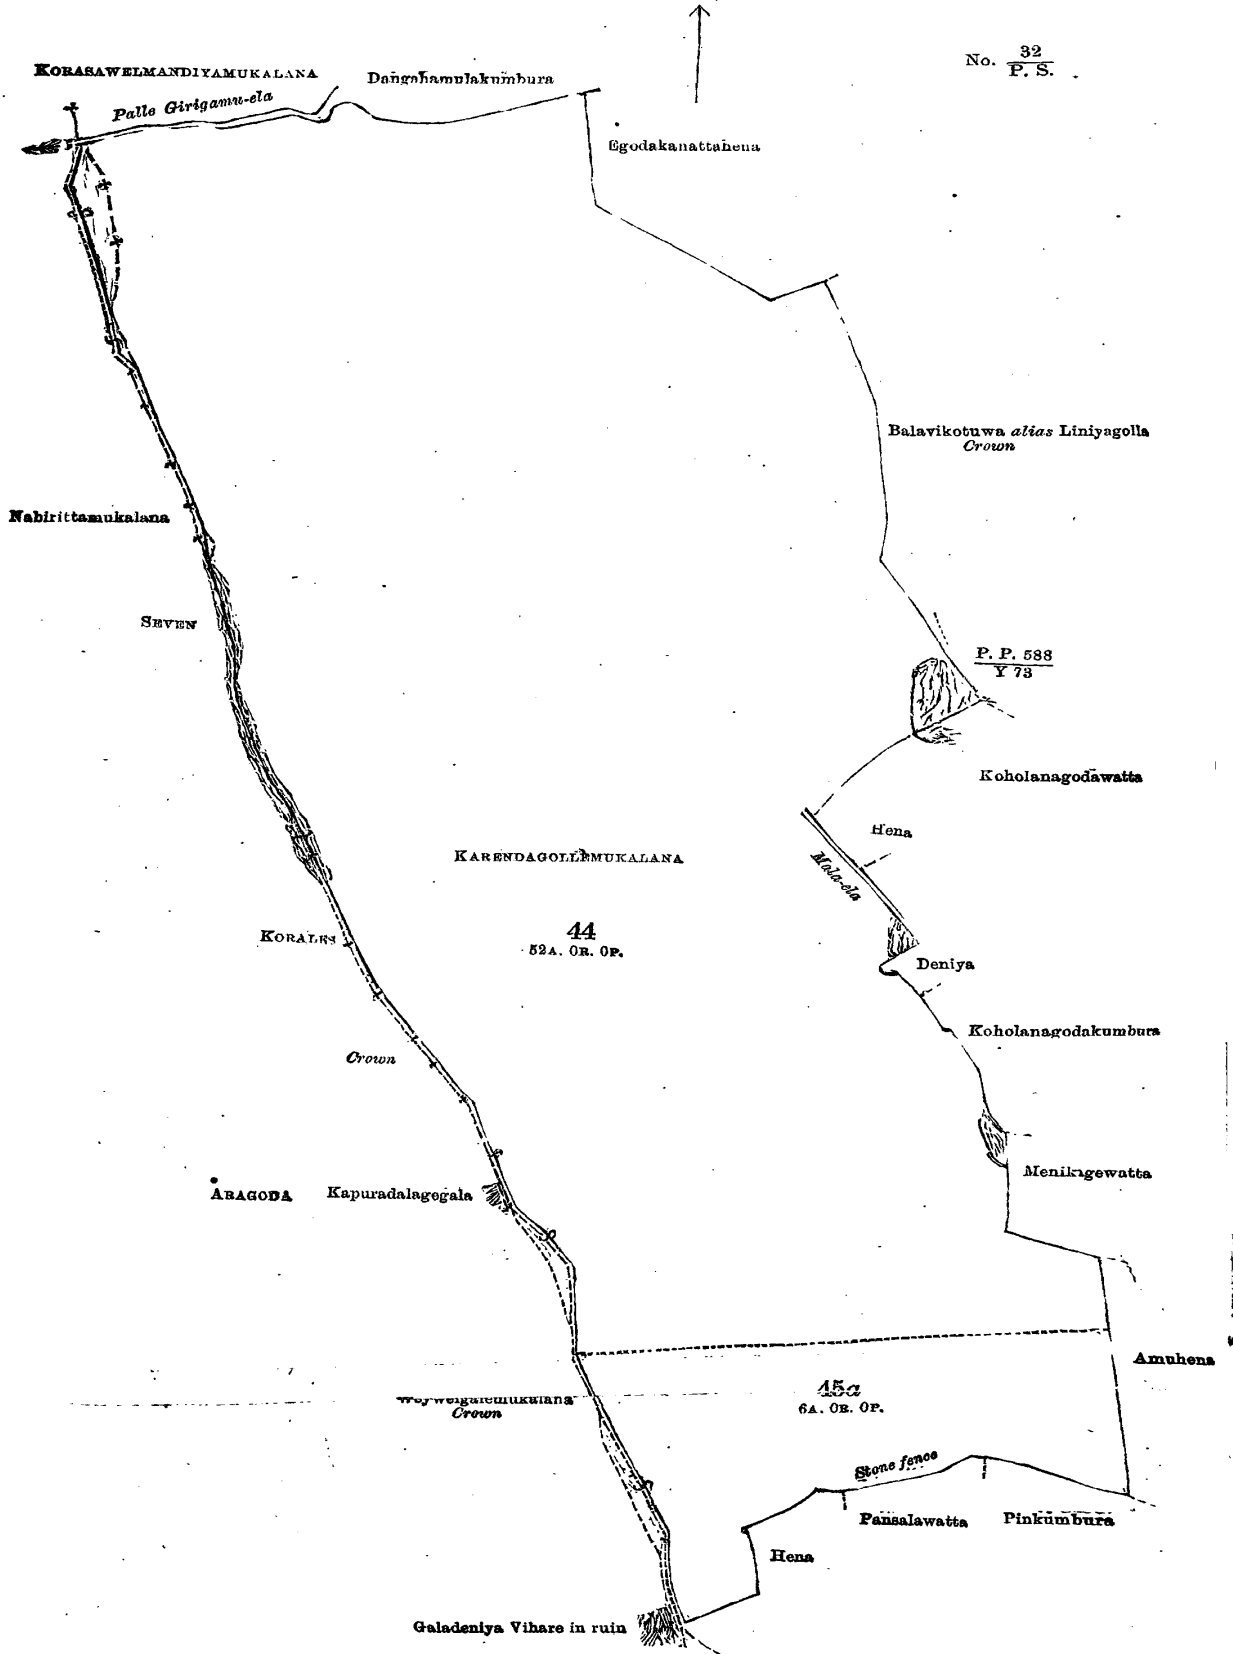 No. 32
P. S.
KORASAWELMANDIYAMUKALANA
Dangahamulakumbura
Palle Girigamu-ela
Egodakanattahena
Balavikotuwa alias Liniyagolla
Crown
Nabirittamukalana
SEVEN
P. P. 588
Y 73
Koholanagodawatta
Hena
Mala-ela
KARENDAGOLLEMUKALANA
44
52A. 0R. 0P.
KORALES
Deniya
Koholanagodakumbura
Crown
Menikagewatta
ARAGODA
Kapuradalagegala
Amuhena
45a
6A. 0R. 0P.
Crown
Stone fence
Pansalawatta
Pinkumbura
Hena
Galadeniya Vihare in ruin